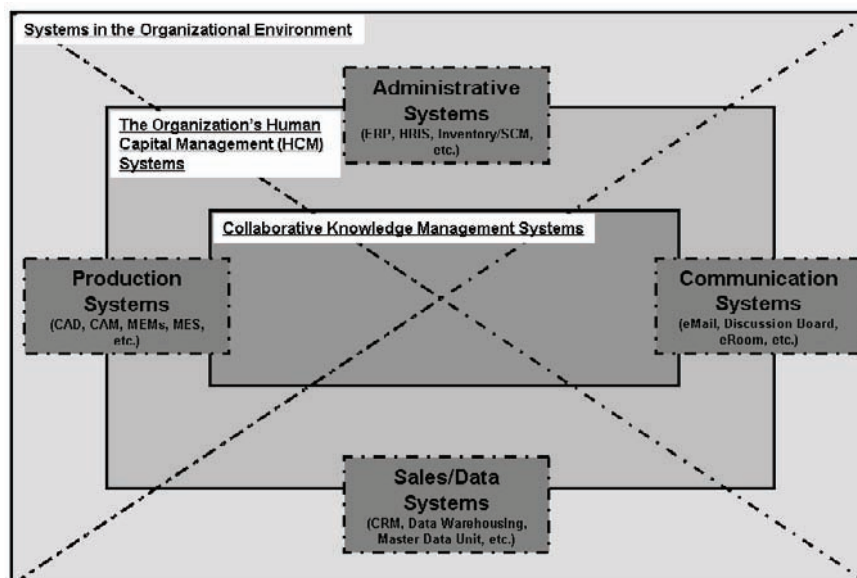 Systems in the Organizational Environment
Administrative
Systems
(ERP, HRIS, Inventory/SCM,
etc.)
The Organization's Human
Capital Management (HCM)
Systems
Collaborative Knowledge Management Systems
Production
Systems
(CAD, CAM, MEMs, MES,
etc.)
Communication
Systems
(eMail, Discussion Board,
eRoom, etc.)
Sales/Data
Systems
(CRM, Data Warehousing,
Master Data Unit, etc.)